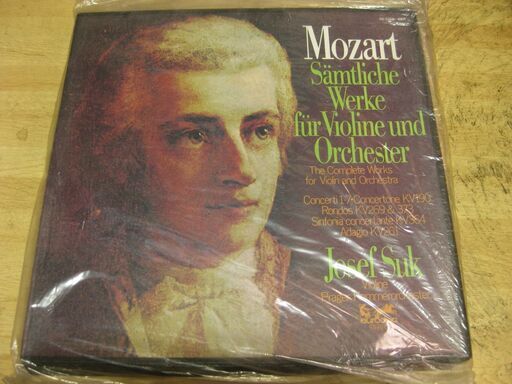 Mozart
Sämtliche
Werke
für Violine und
Orchester
The Complete Works
for Violin and Orchestra
Concerti 1-7 Concertone KV 190
Rondos KV 269 & 373
Sinfonia concertante KV 364
Adagio KV 261
Josef Suk
Violine
Prager Kammerorchester